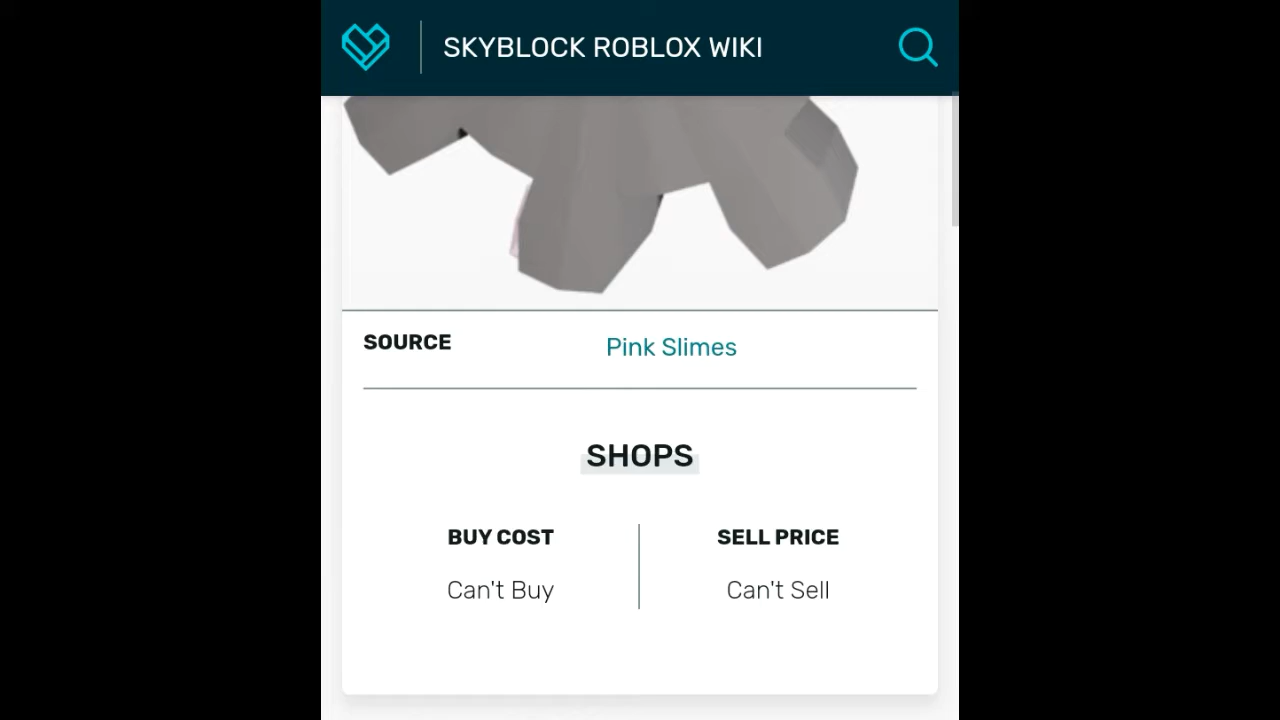 SKYBLOCK ROBLOX WIKI
SOURCE
Pink Slimes
SHOPS
BUY COST
SELL PRICE
Can't Buy
Can't Sell